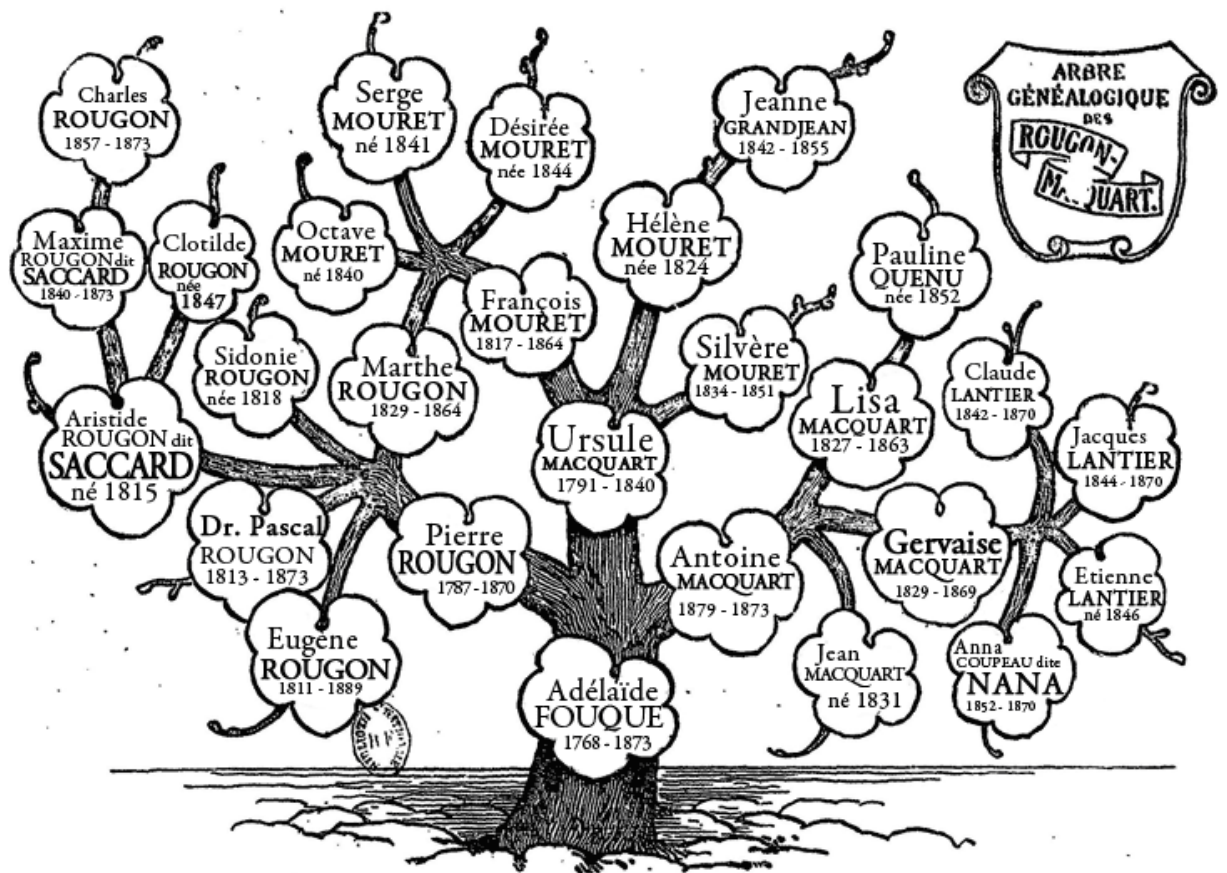 ARBRE
GÉNÉALOGIQUE
DES
ROUGON-
MACQUART.
Charles
ROUGON
1857 - 1873
Serge
MOURET
né 1841
Désirée
MOURET
née 1844
Jeanne
GRANDJEAN
1842 - 1855
Maxime
ROUGON dit
SACCARD
1840 - 1873
Clotilde
ROUGON
née
1847
Octave
MOURET
né 1840
Hélène
MOURET
née 1824
Pauline
QUENU
née 1852
François
MOURET
1817 - 1864
Sidonie
ROUGON
née 1818
Marthe
ROUGON
1829 - 1864
Silvère
MOURET
1834 - 1851
Lisa
MACQUART
1827 - 1863
Claude
LANTIER
1842 - 1870
Jacques
LANTIER
1844 - 1870
Aristide
ROUGON dit
SACCARD
né 1815
Ursule
MACQUART
1791 - 1840
Dr. Pascal
ROUGON
1813 - 1873
Pierre
ROUGON
1787 - 1870
Antoine
MACQUART
1879 - 1873
Gervaise
MACQUART
1829 - 1869
Etienne
LANTIER
né 1846
Eugène
ROUGON
1811 - 1889
Adélaïde
FOUQUE
1768 - 1873
Jean
MACQUART
né 1831
Anna
COUPEAU dite
NANA
1852 - 1870